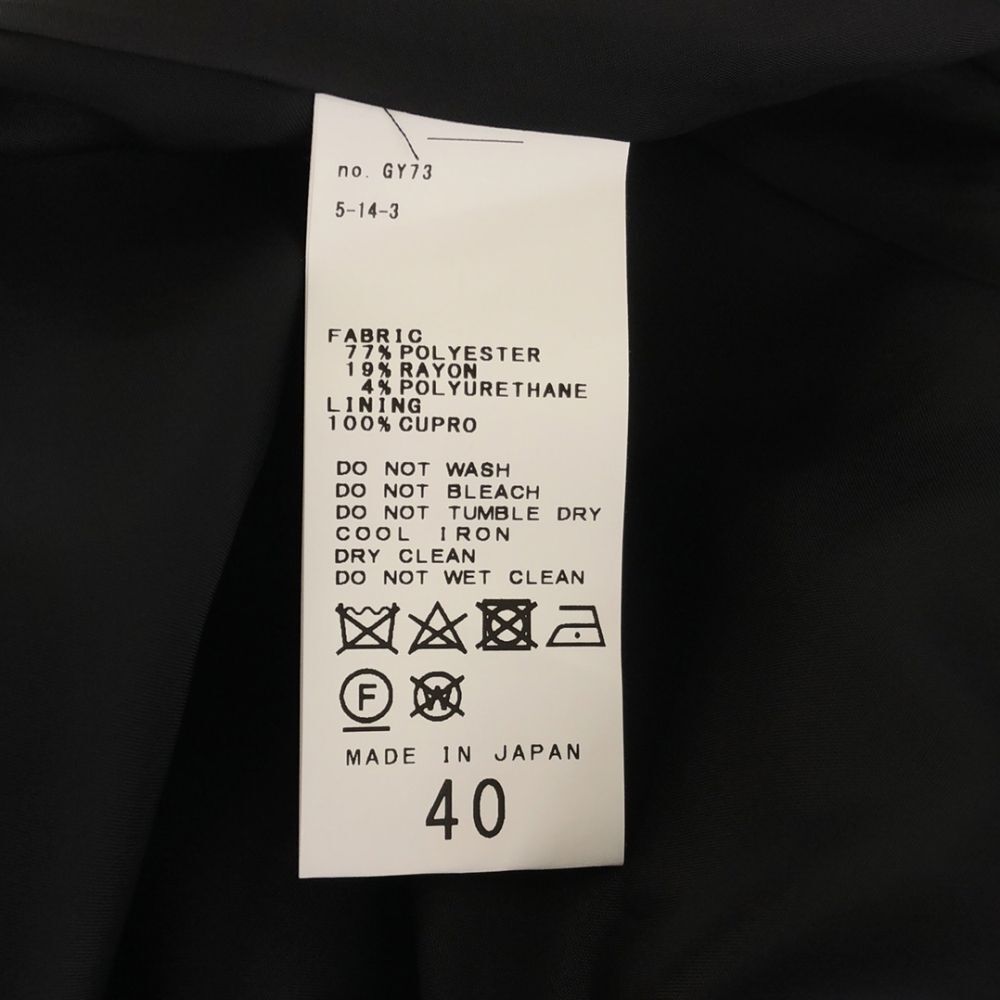 no. GY73
5-14-3
FABRIC
77% POLYESTER
19% RAYON
4% POLYURETHANE
LINING
100% CUPRO
DO NOT WASH
DO NOT BLEACH
DO NOT TUMBLE DRY
COOL IRON
DRY CLEAN
DO NOT WET CLEAN
F W
MADE IN JAPAN
40